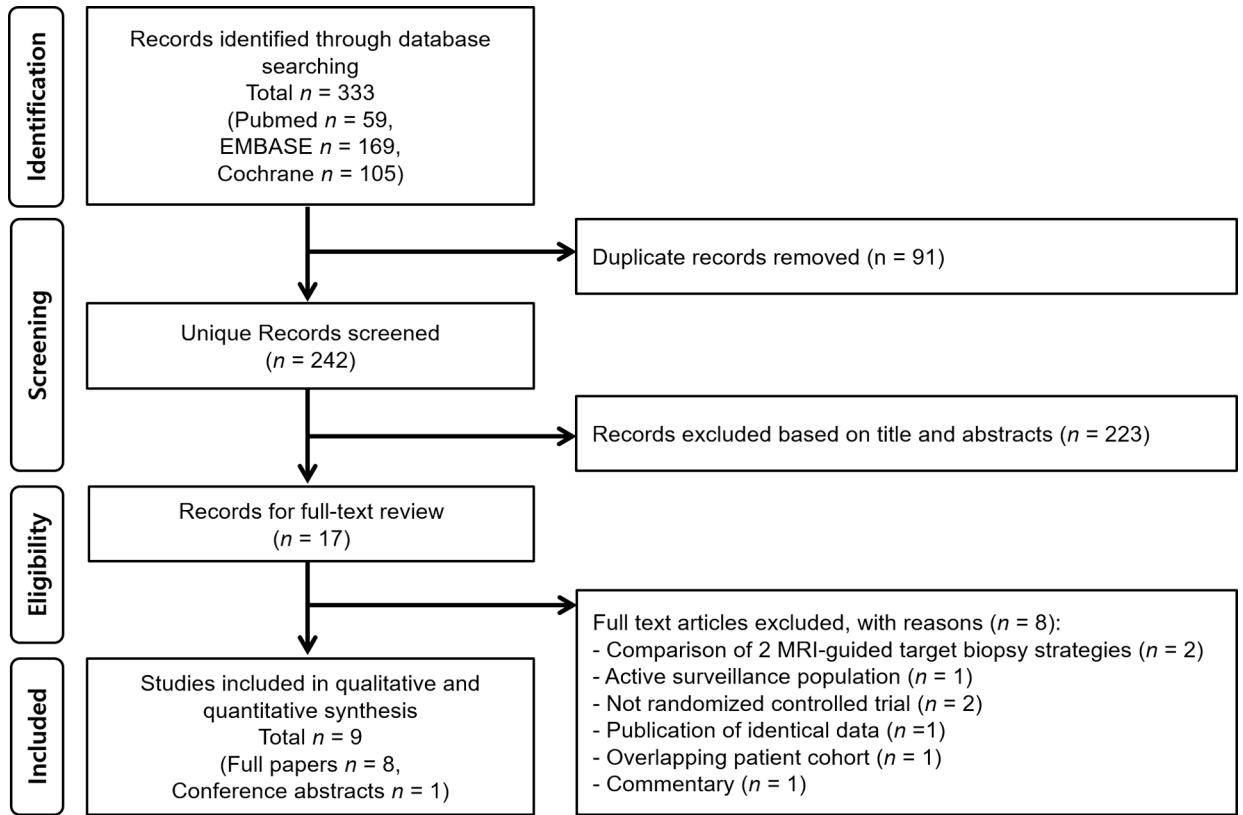 Identification
Records identified through database
searching
Total n = 333
(Pubmed n = 59,
EMBASE n = 169,
Cochrane n = 105)
Screening
Duplicate records removed (n = 91)
Unique Records screened
(n = 242)
Records excluded based on title and abstracts (n = 223)
Eligibility
Records for full-text review
(n = 17)
Full text articles excluded, with reasons (n = 8):
- Comparison of 2 MRI-guided target biopsy strategies (n = 2)
- Active surveillance population (n = 1)
- Not randomized controlled trial (n = 2)
- Publication of identical data (n =1)
- Overlapping patient cohort (n = 1)
- Commentary (n = 1)
Included
Studies included in qualitative and
quantitative synthesis
Total n = 9
(Full papers n = 8,
Conference abstracts n = 1)